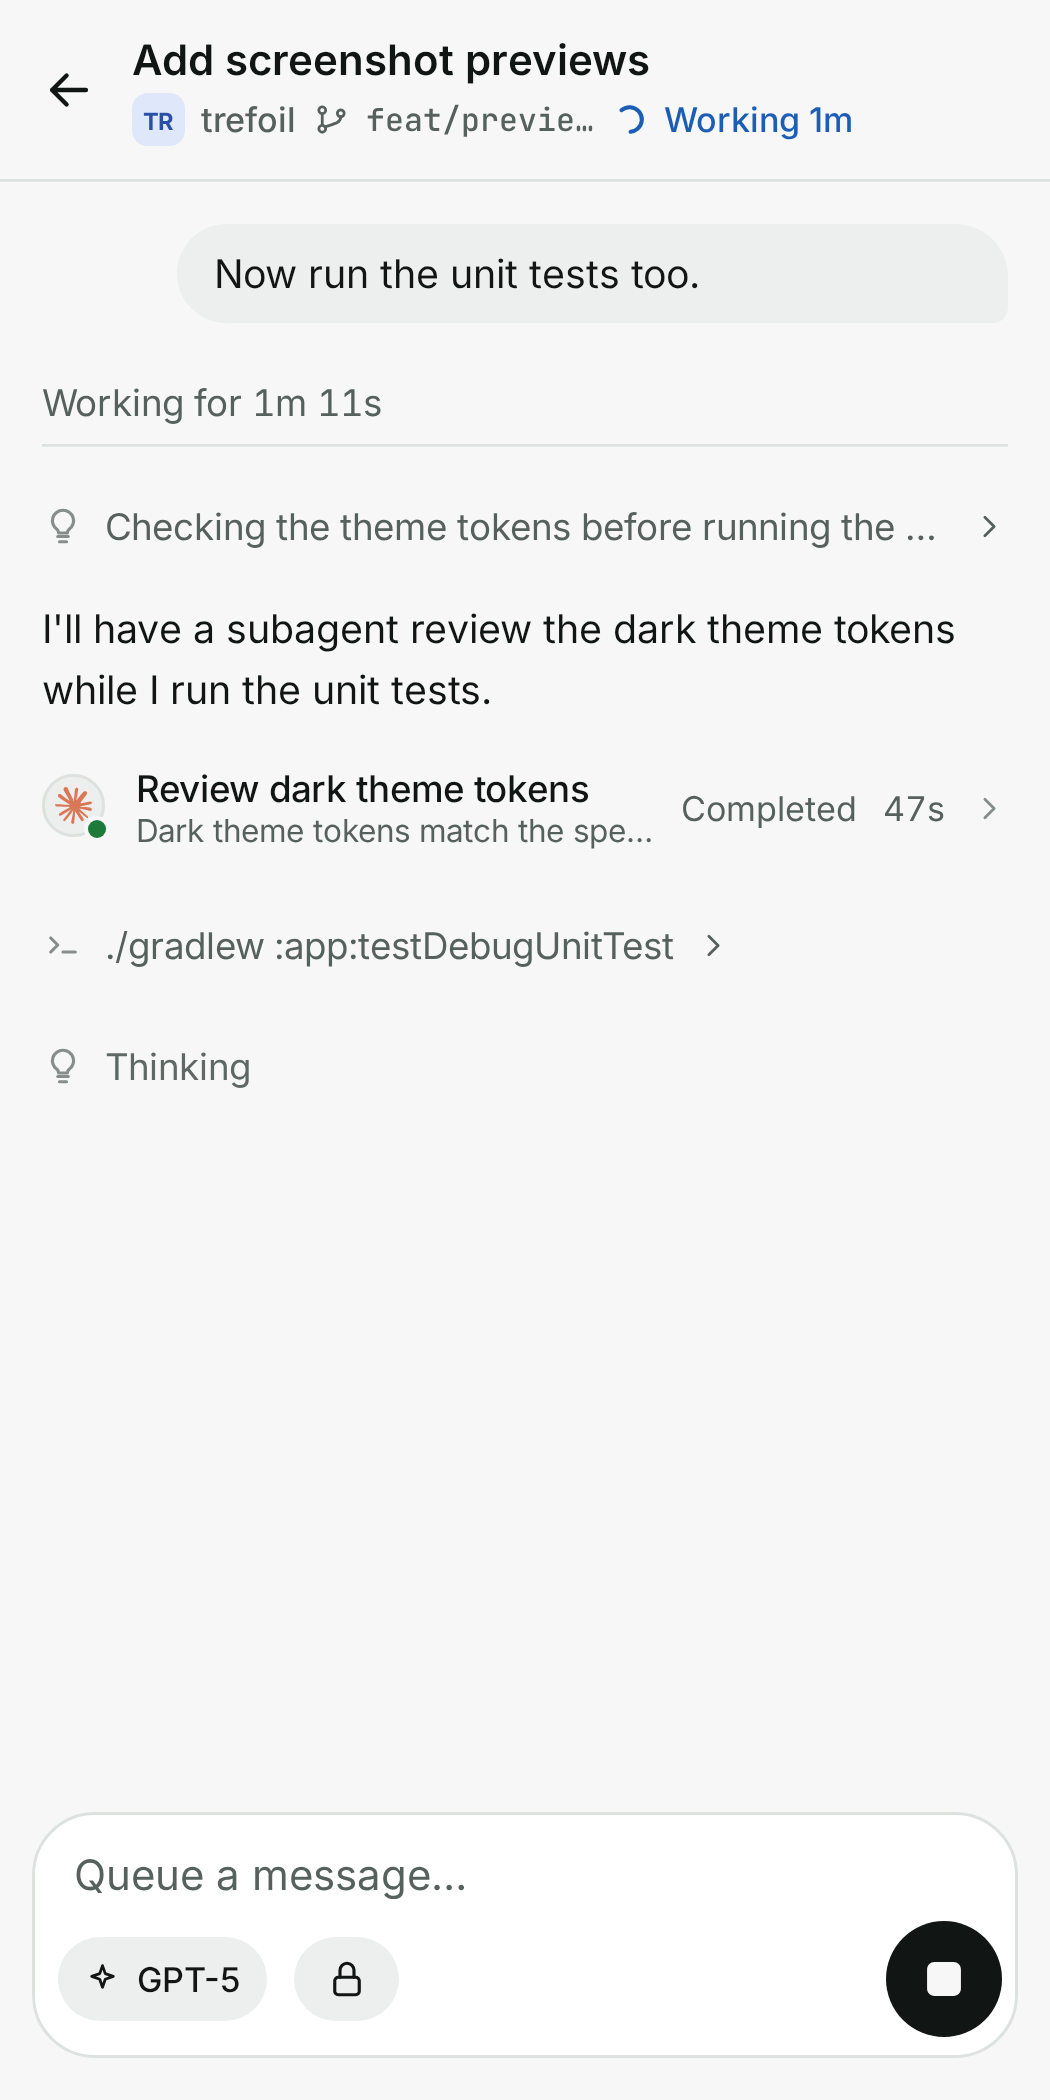 Add screenshot previews
TR trefoil feat/previe… Working 1m
Now run the unit tests too.
Working for 1m 11s
Checking the theme tokens before running the …
I'll have a subagent review the dark theme tokens
while I run the unit tests.
Review dark theme tokens
Dark theme tokens match the spe…
Completed 47s
./gradlew :app:testDebugUnitTest
Thinking
Queue a message…
GPT-5